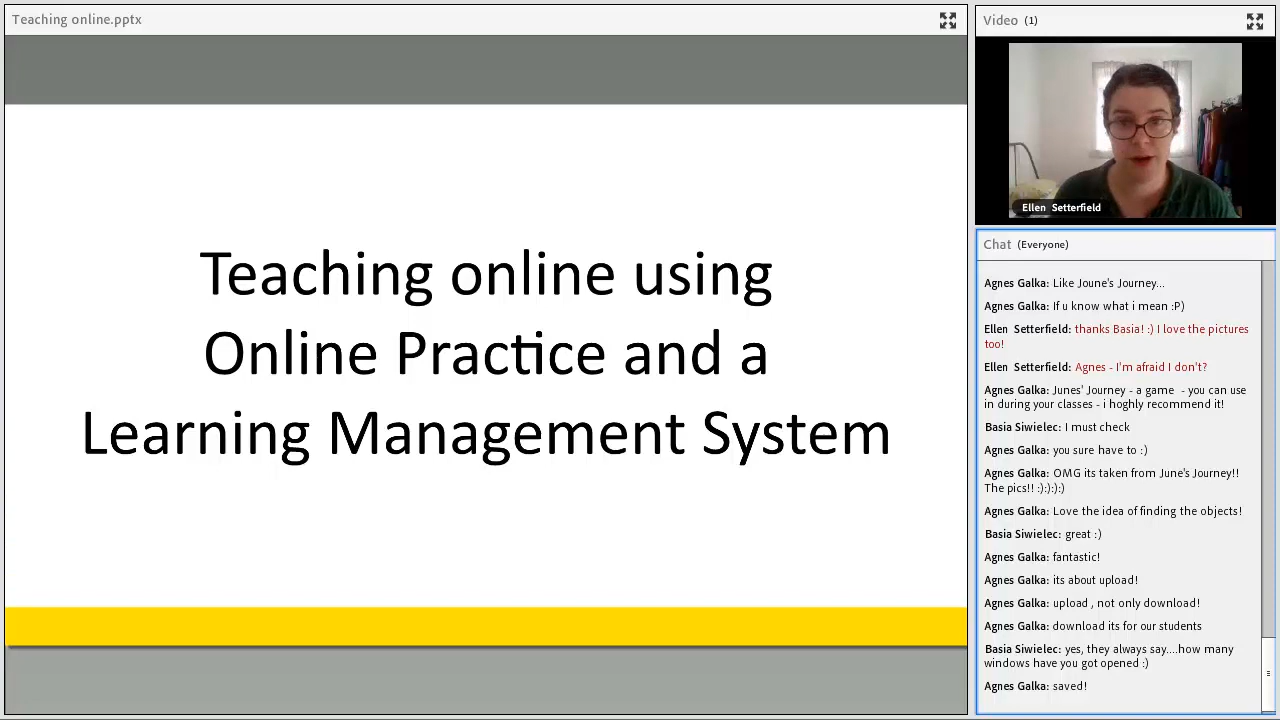 Teaching online.pptx
Teaching online using
Online Practice and a
Learning Management System
Video (1)
Ellen Setterfield
Chat (Everyone)
Agnes Galka: Like Joune's Journey...
Agnes Galka: If u know what i mean :P)
Ellen Setterfield: thanks Basia! :) I love the pictures
too!
Ellen Setterfield: Agnes - I'm afraid I don't?
Agnes Galka: Junes' Journey - a game - you can use
in during your classes - i hoghly recommend it!
Basia Siwielec: I must check
Agnes Galka: you sure have to :)
Agnes Galka: OMG its taken from June's Journey!!
The pics!! :):):):)
Agnes Galka: Love the idea of finding the objects!
Basia Siwielec: great :)
Agnes Galka: fantastic!
Agnes Galka: its about upload!
Agnes Galka: upload , not only download!
Agnes Galka: download its for our students
Basia Siwielec: yes, they always say....how many
windows have you got opened :)
Agnes Galka: saved!